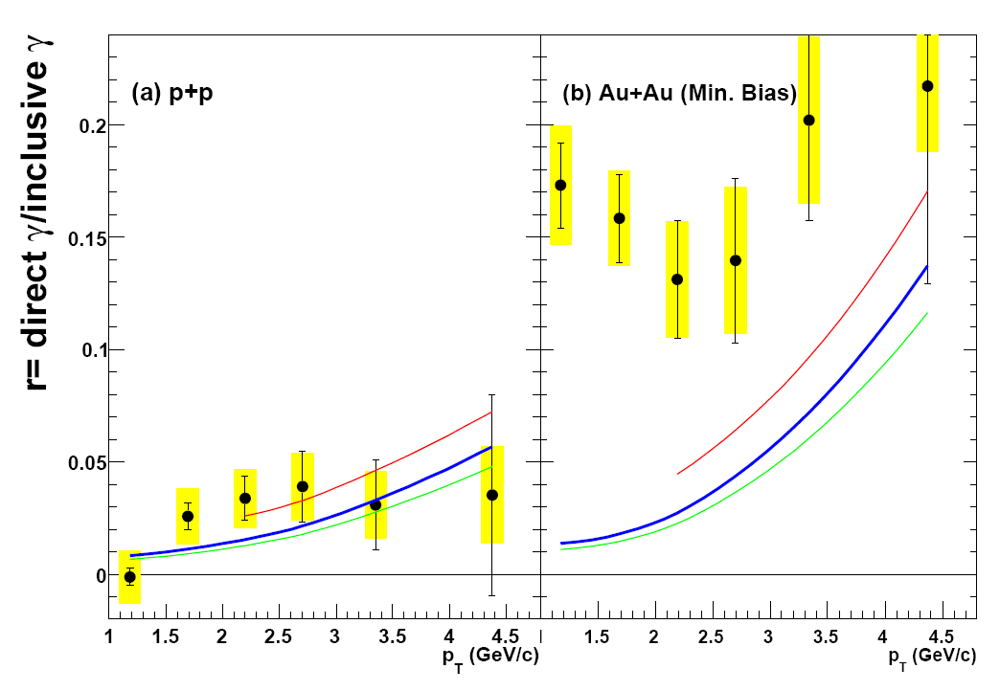 r= direct γ/inclusive γ
(a) p+p
(b) Au+Au (Min. Bias)
0.2
0.15
0.1
0.05
0
1 1.5 2 2.5 3 3.5 4 4.5
1.5 2 2.5 3 3.5 4 4.5
pT (GeV/c)
pT (GeV/c)